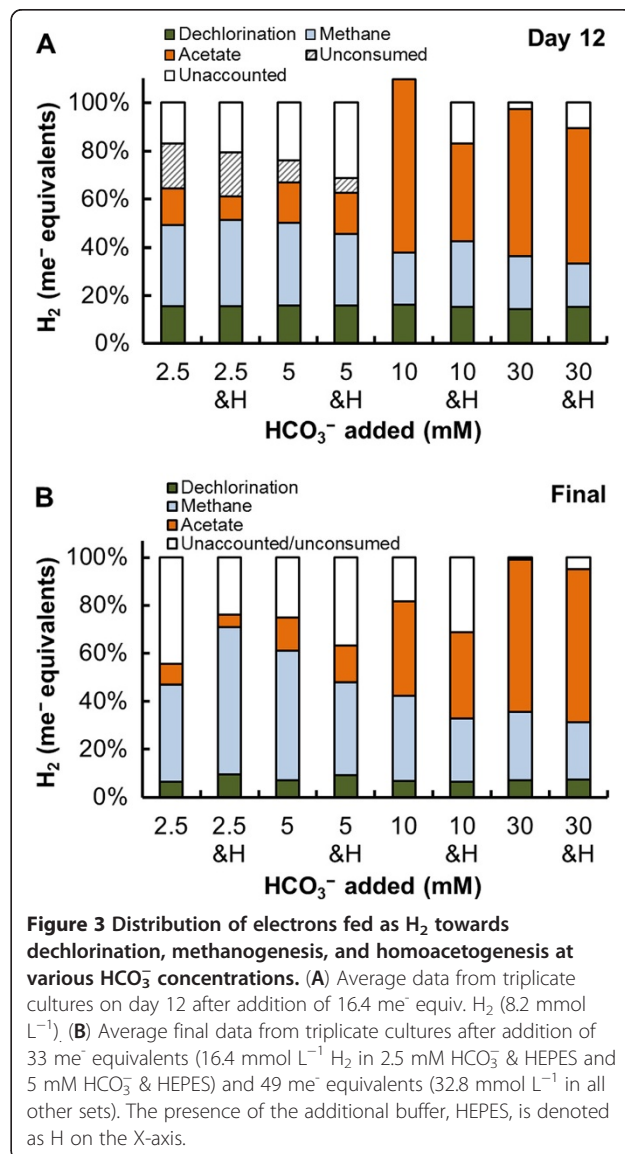 A
Day 12
Dechlorination
Methane
Acetate
Unconsumed
Unaccounted
100%
80%
60%
40%
20%
0%
H₂ (me⁻ equivalents)
2.5 2.5 5 5 10 10 30 30
&H &H &H &H
HCO₃⁻ added (mM)
B
Final
Dechlorination
Methane
Acetate
Unaccounted/unconsumed
100%
80%
60%
40%
20%
0%
H₂ (me⁻ equivalents)
2.5 2.5 5 5 10 10 30 30
&H &H &H &H
HCO₃⁻ added (mM)
Figure 3 Distribution of electrons fed as H₂ towards
dechlorination, methanogenesis, and homoacetogenesis at
various HCO₃⁻ concentrations. (A) Average data from triplicate
cultures on day 12 after addition of 16.4 me⁻ equiv. H₂ (8.2 mmol
L⁻¹). (B) Average final data from triplicate cultures after addition of
33 me⁻ equivalents (16.4 mmol L⁻¹ H₂ in 2.5 mM HCO₃⁻ & HEPES and
5 mM HCO₃⁻ & HEPES) and 49 me⁻ equivalents (32.8 mmol L⁻¹ in all
other sets). The presence of the additional buffer, HEPES, is denoted
as H on the X-axis.